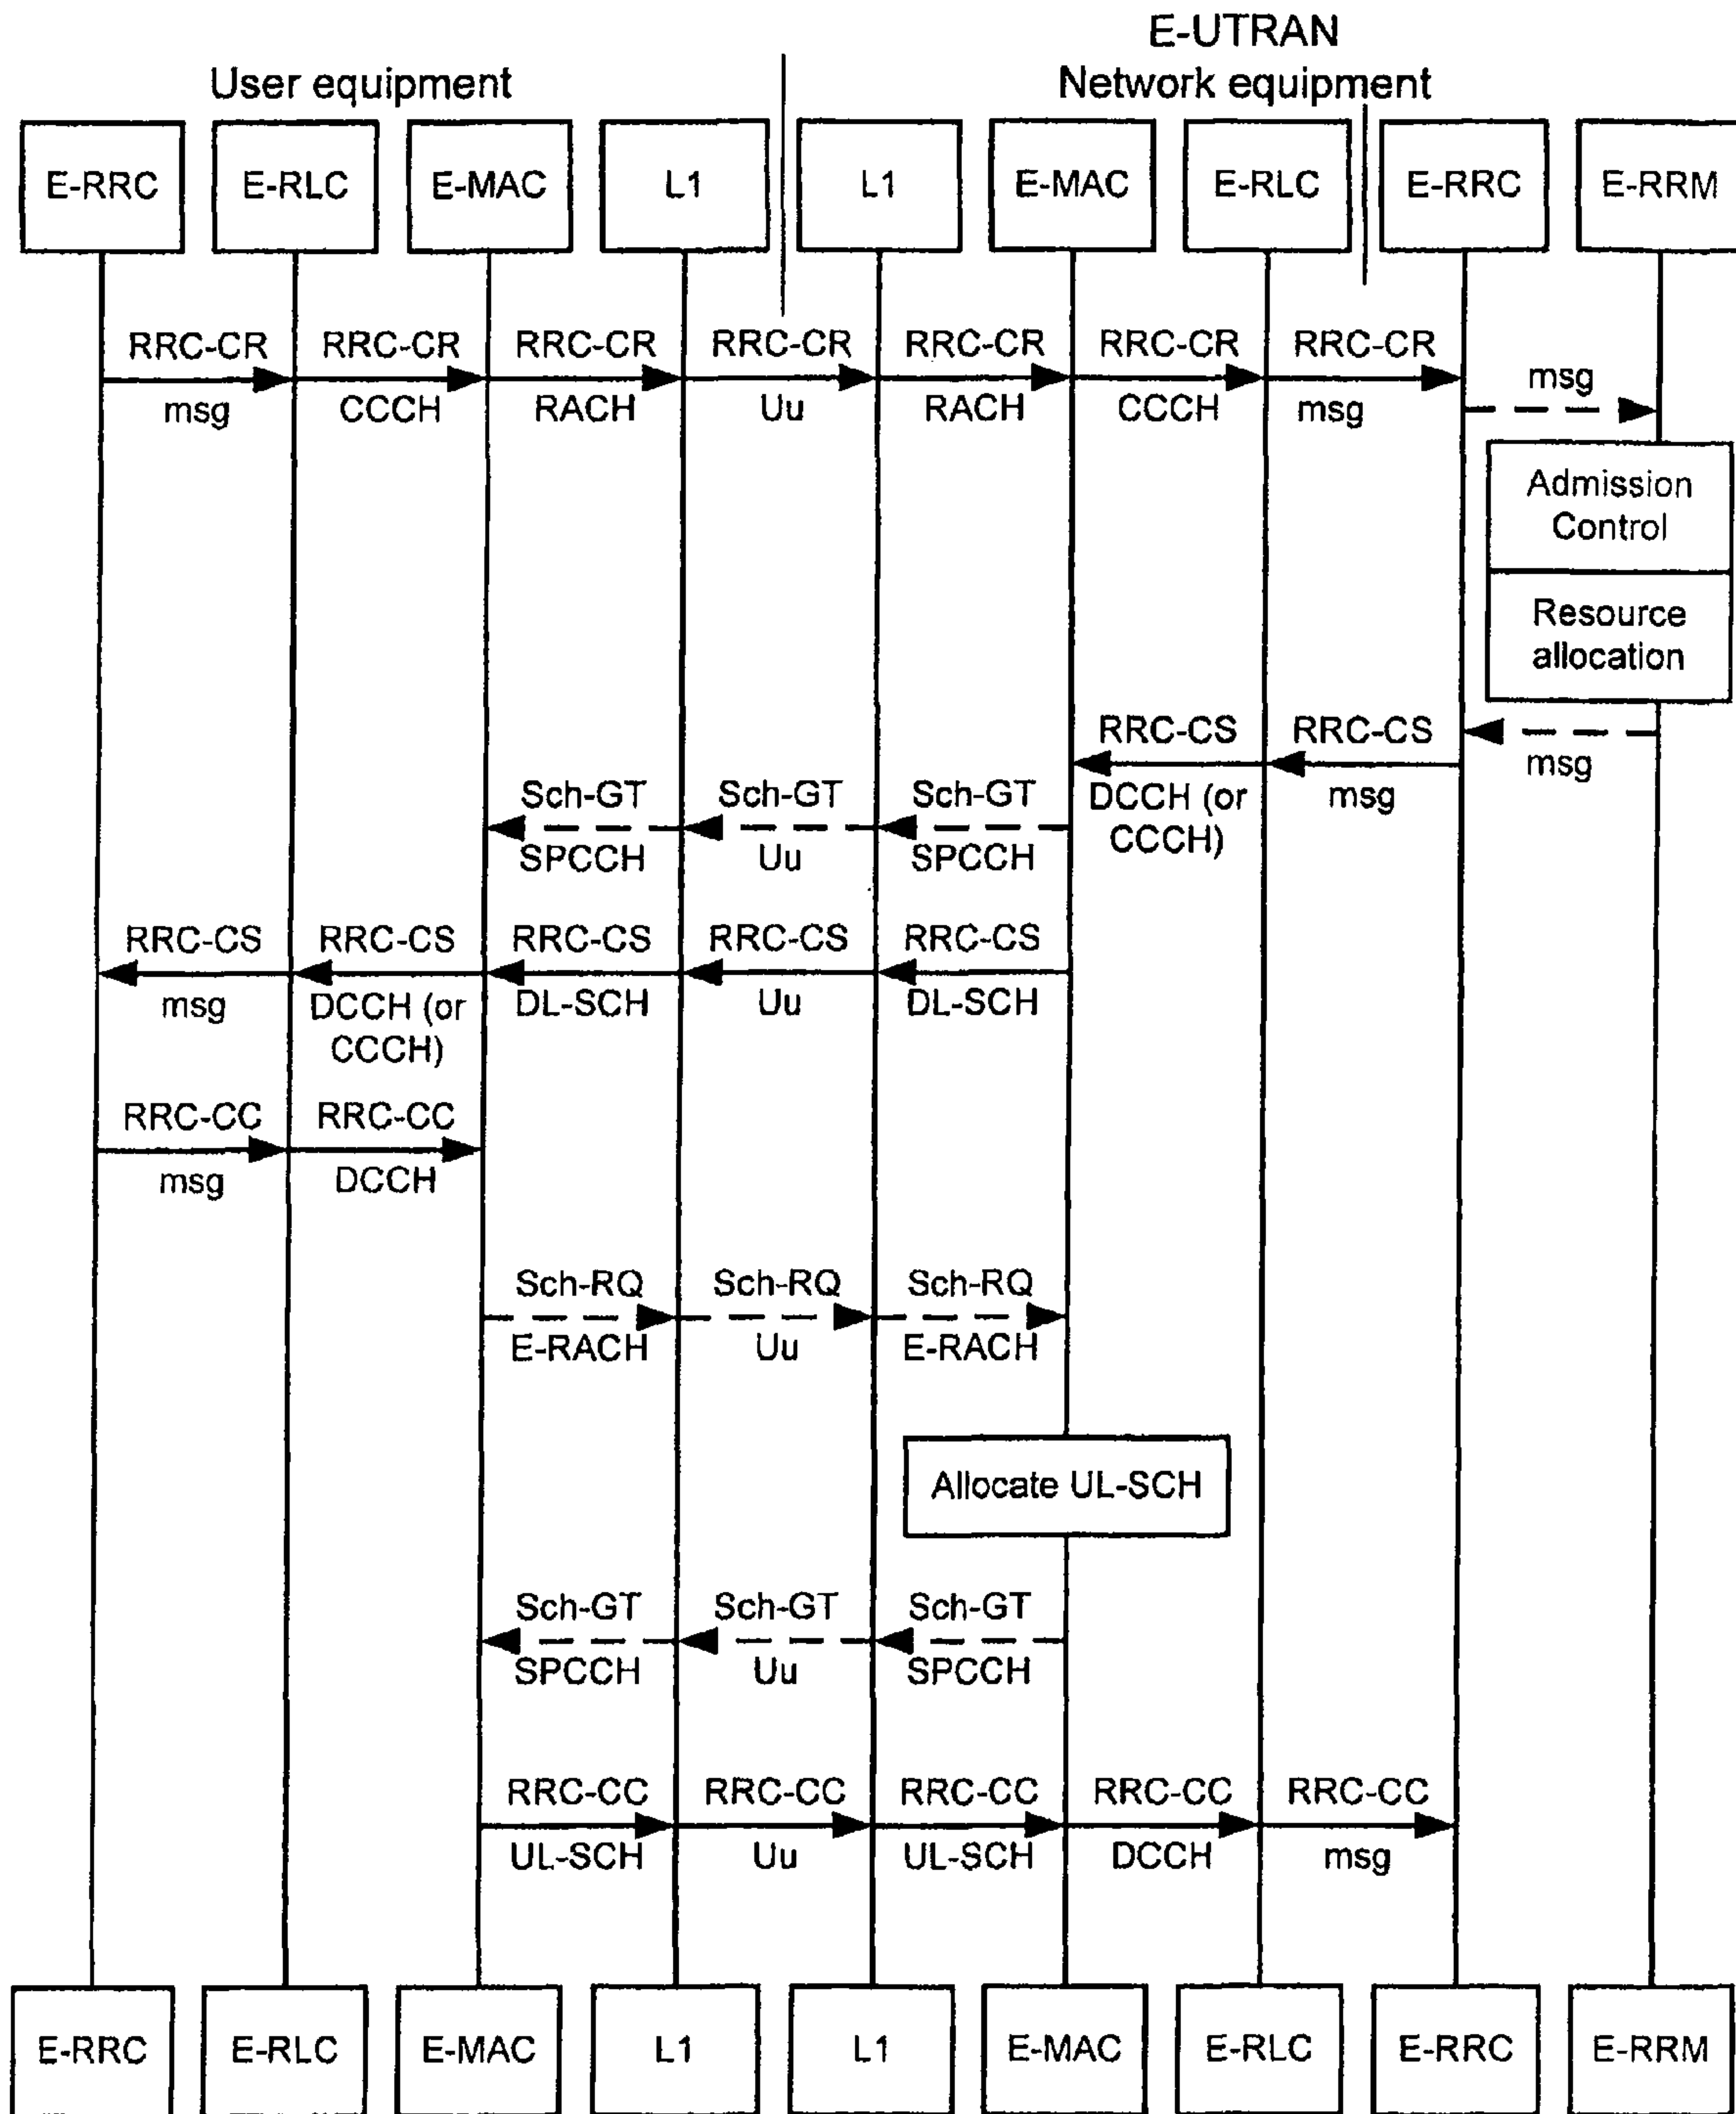 E-UTRAN
User equipment
Network equipment
E-RRC E-RLC E-MAC L1 L1 E-MAC E-RLC E-RRC E-RRM
RRC-CR RRC-CR RRC-CR RRC-CR RRC-CR RRC-CR RRC-CR
msg CCCH RACH Uu RACH CCCH msg
msg
Admission
Control
Resource
allocation
msg
RRC-CS RRC-CS
DCCH (or
CCCH)
msg
Sch-GT Sch-GT Sch-GT
SPCCH Uu SPCCH
RRC-CS RRC-CS RRC-CS RRC-CS RRC-CS
msg DCCH (or
CCCH)
DL-SCH Uu DL-SCH
RRC-CC RRC-CC
msg DCCH
Sch-RQ Sch-RQ Sch-RQ
E-RACH Uu E-RACH
Allocate UL-SCH
Sch-GT Sch-GT Sch-GT
SPCCH Uu SPCCH
RRC-CC RRC-CC RRC-CC RRC-CC RRC-CC
UL-SCH Uu UL-SCH DCCH msg
E-RRC E-RLC E-MAC L1 L1 E-MAC E-RLC E-RRC E-RRM